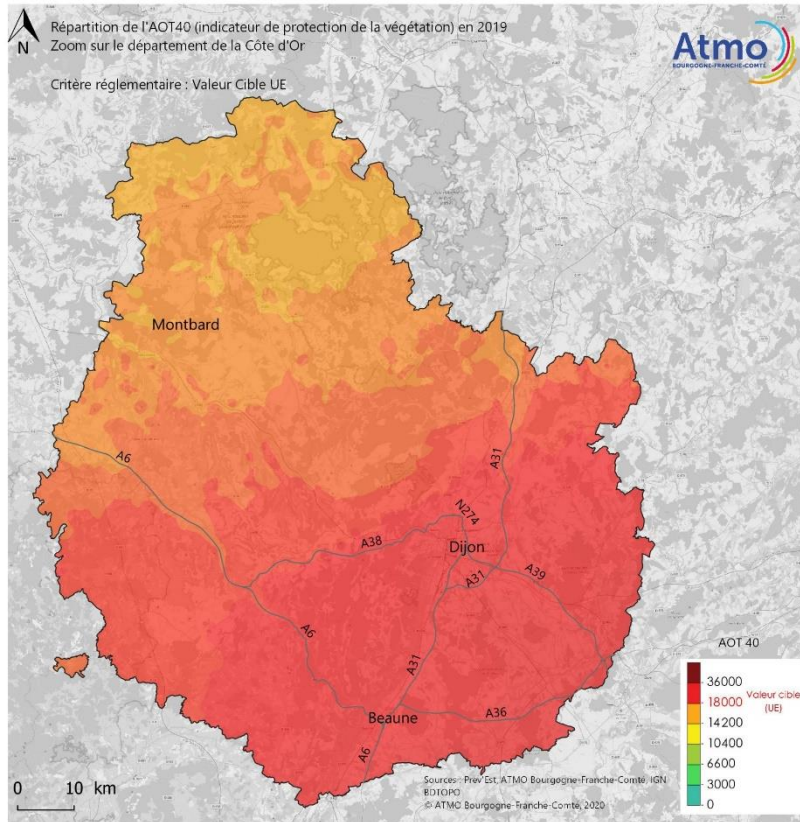 Répartition de l'AOT40 (indicateur de protection de la végétation) en 2019
Zoom sur le département de la Côte d'Or
N
Critère réglementaire : Valeur Cible UE
Atmo
BOURGOGNE-FRANCHE-COMTÉ
Montbard
A6
A31
N274
A38
Dijon
A31
A39
A6
A31
Beaune
A36
A6
AOT 40
36000
18000 Valeur cible
(UE)
14200
10400
6600
3000
0
0 10 km
Sources : Prev'Est, ATMO Bourgogne-Franche-Comté, IGN
BDTOPO
© ATMO Bourgogne-Franche-Comté, 2020